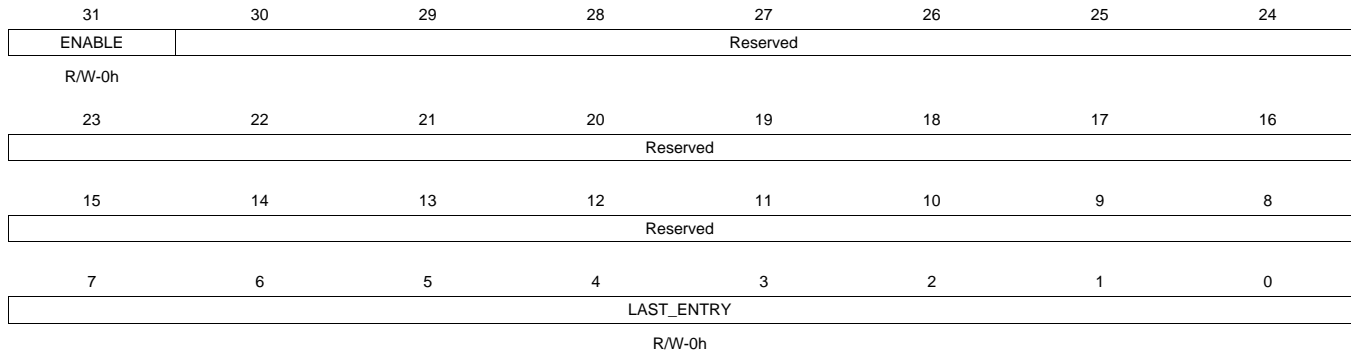 31 30 29 28 27 26 25 24
ENABLE Reserved
R/W-0h
23 22 21 20 19 18 17 16
Reserved
15 14 13 12 11 10 9 8
Reserved
7 6 5 4 3 2 1 0
LAST_ENTRY
R/W-0h